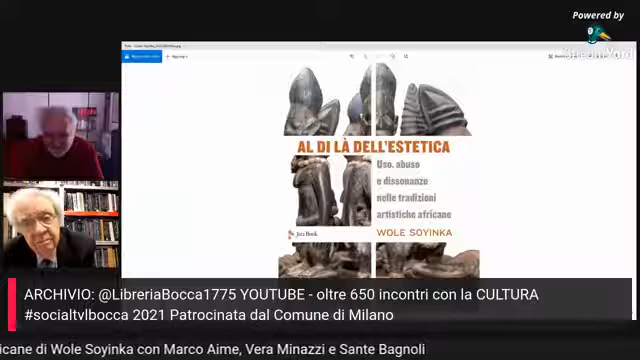 Powered by
StreamYard
AL DI LÀ DELL'ESTETICA
Uso, abuso
e dissonanze
nelle tradizioni
artistiche africane
Jaca Book
WOLE SOYINKA
ARCHIVIO: @LibreriaBocca1775 YOUTUBE - oltre 650 incontri con la CULTURA
#socialtvlbocca 2021 Patrocinata dal Comune di Milano
icane di Wole Soyinka con Marco Aime, Vera Minazzi e Sante Bagnoli